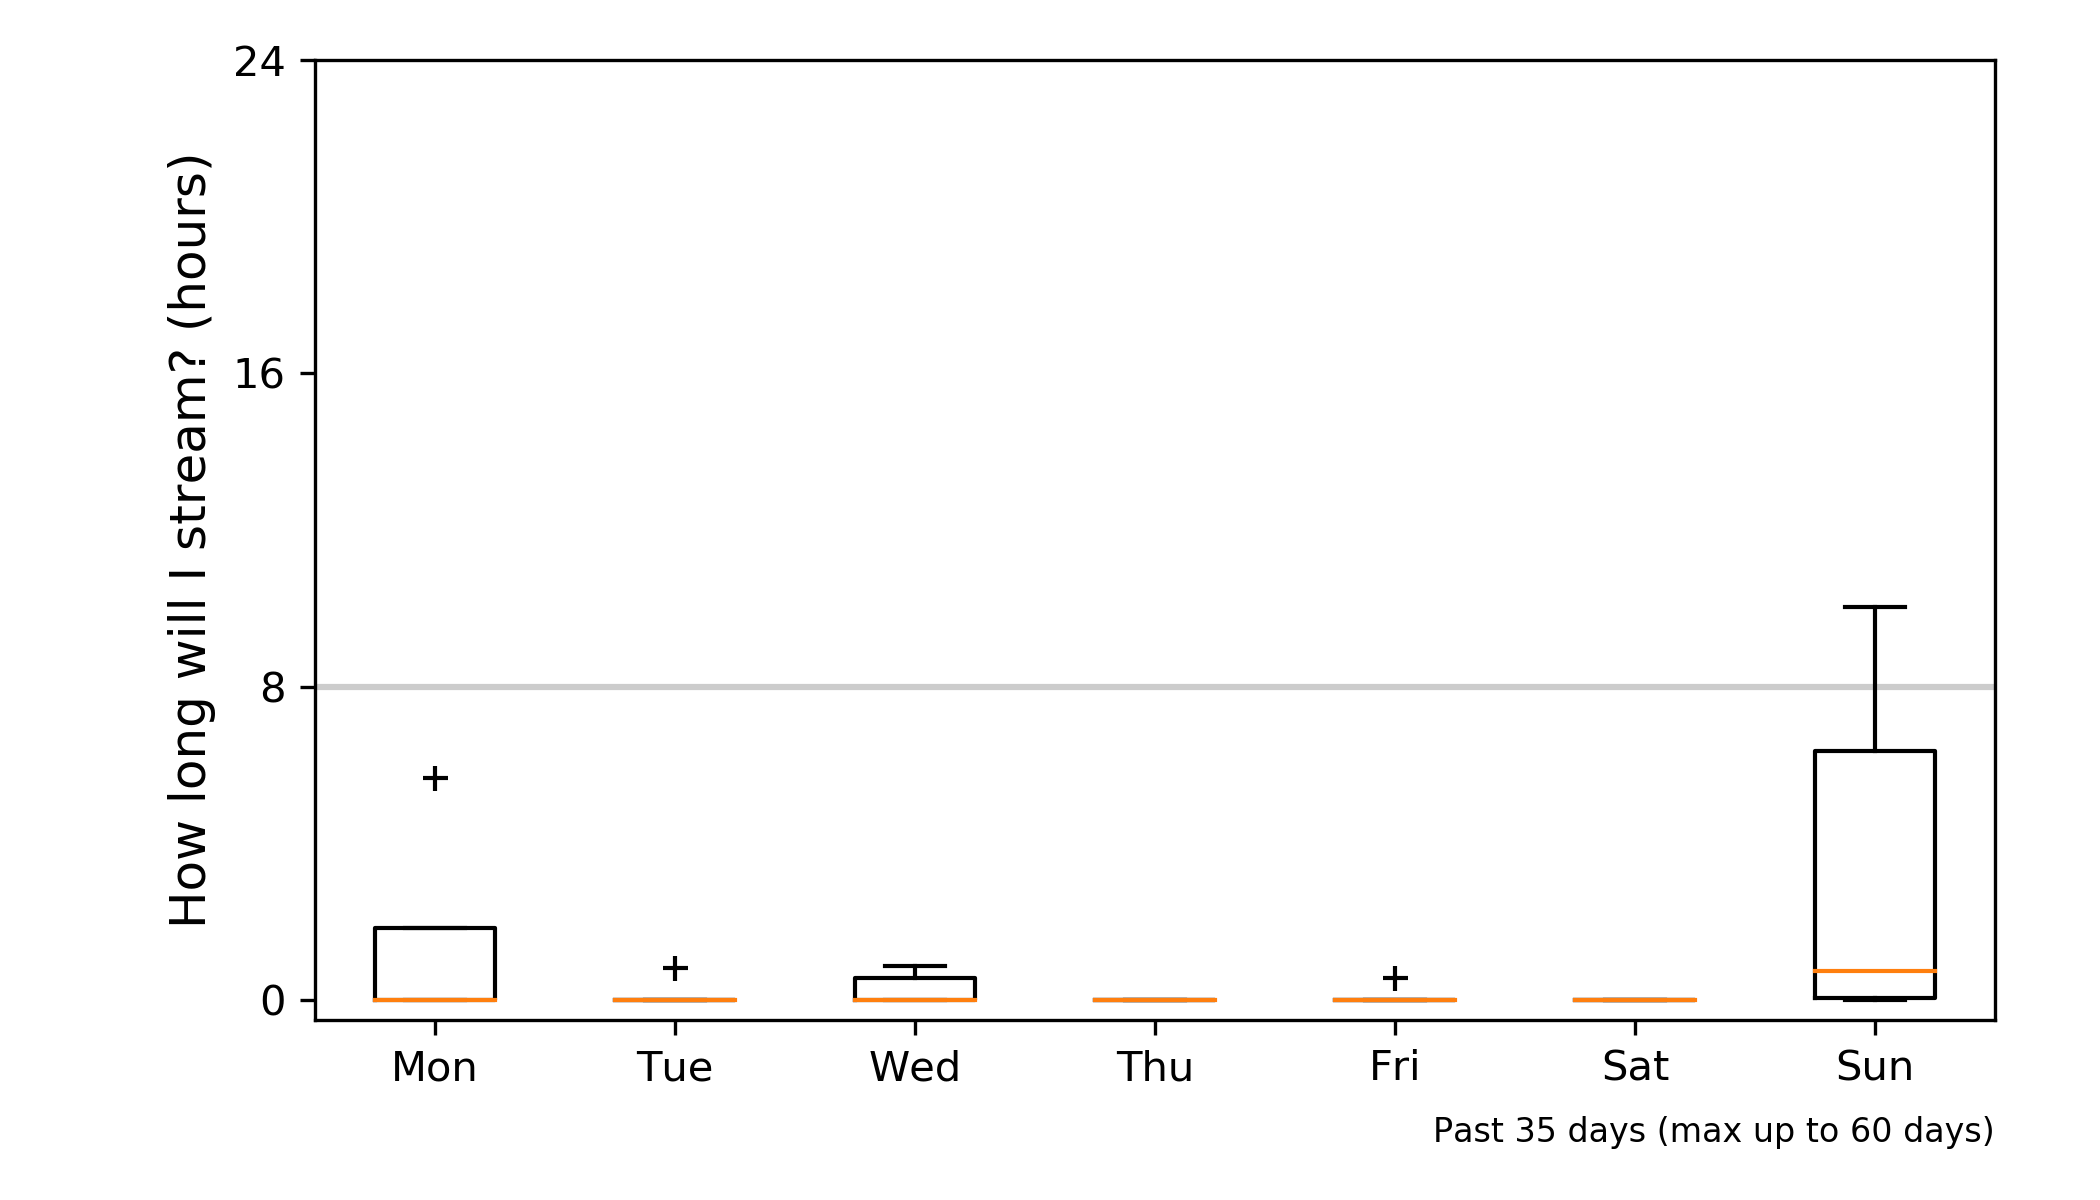 How long will I stream? (hours)
24
16
8
0
Mon Tue Wed Thu Fri Sat Sun
Past 35 days (max up to 60 days)